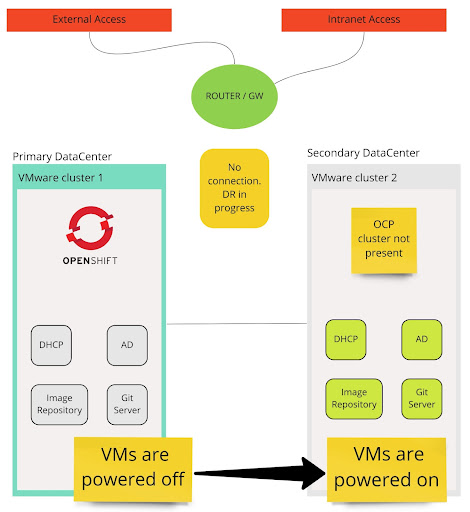 External Access
Intranet Access
ROUTER / GW
No
connection.
DR in
progress
Primary DataCenter
VMware cluster 1
OPENSHIFT
DHCP
AD
Image
Repository
Git
Server
VMs are
powered off
Secondary DataCenter
VMware cluster 2
OCP
cluster not
present
DHCP
AD
Image
Repository
Git
Server
VMs are
powered on